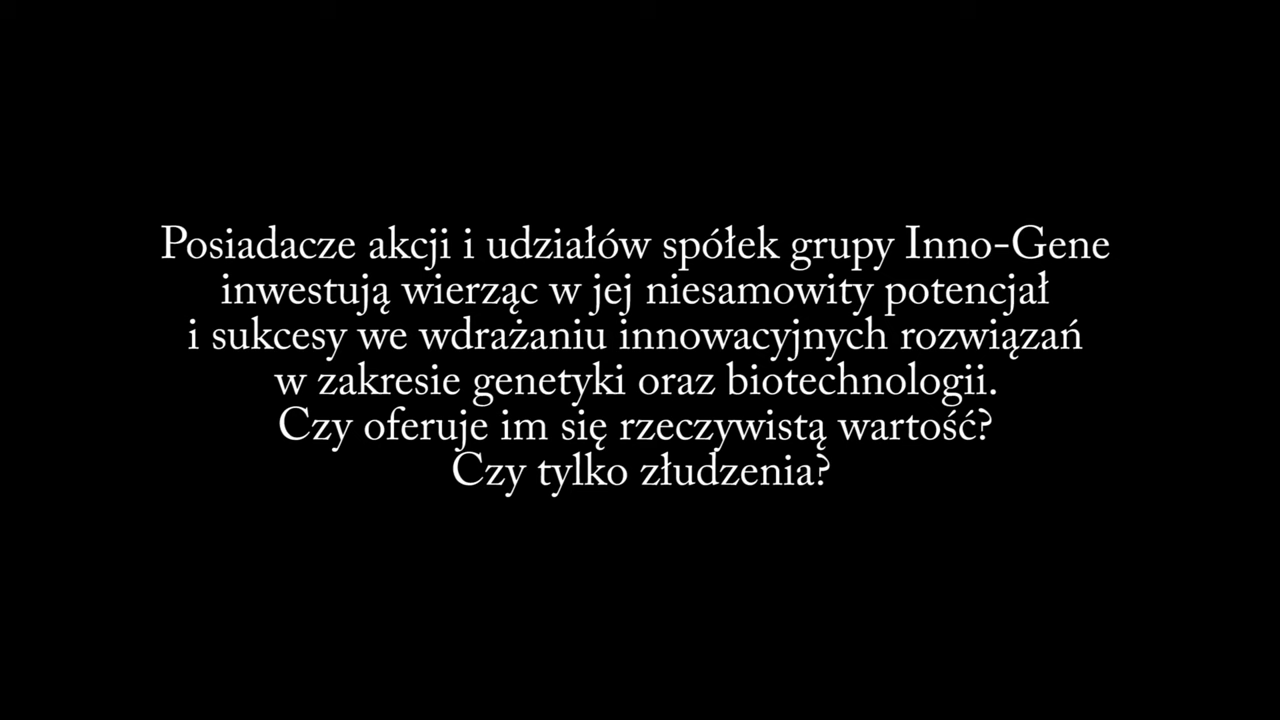 Posiadacze akcji i udziałów spółek grupy Inno-Gene
inwestują wierząc w jej niesamowity potencjał
i sukcesy we wdrażaniu innowacyjnych rozwiązań
w zakresie genetyki oraz biotechnologii.
Czy oferuje im się rzeczywistą wartość?
Czy tylko złudzenia?